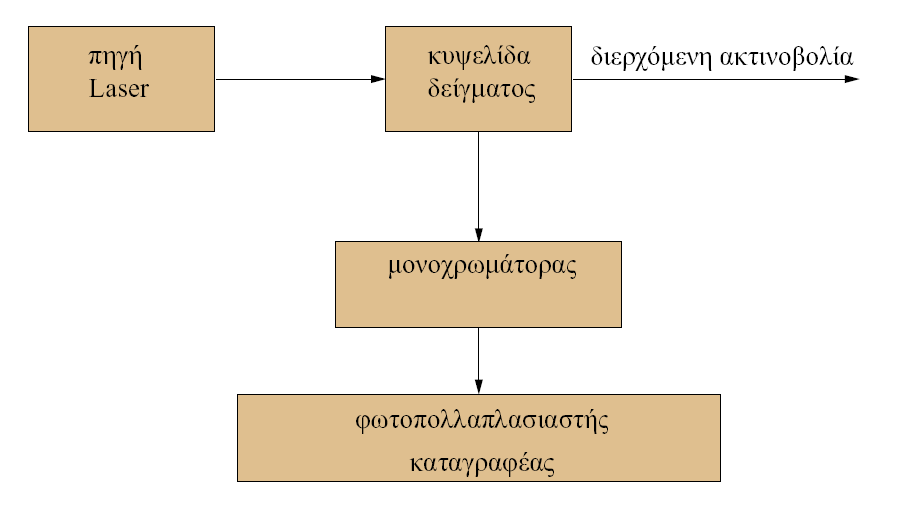 πηγή
Laser
κυψελίδα
δείγματος
διερχόμενη ακτινοβολία
μονοχρωμάτορας
φωτοπολλαπλασιαστής
καταγραφέας